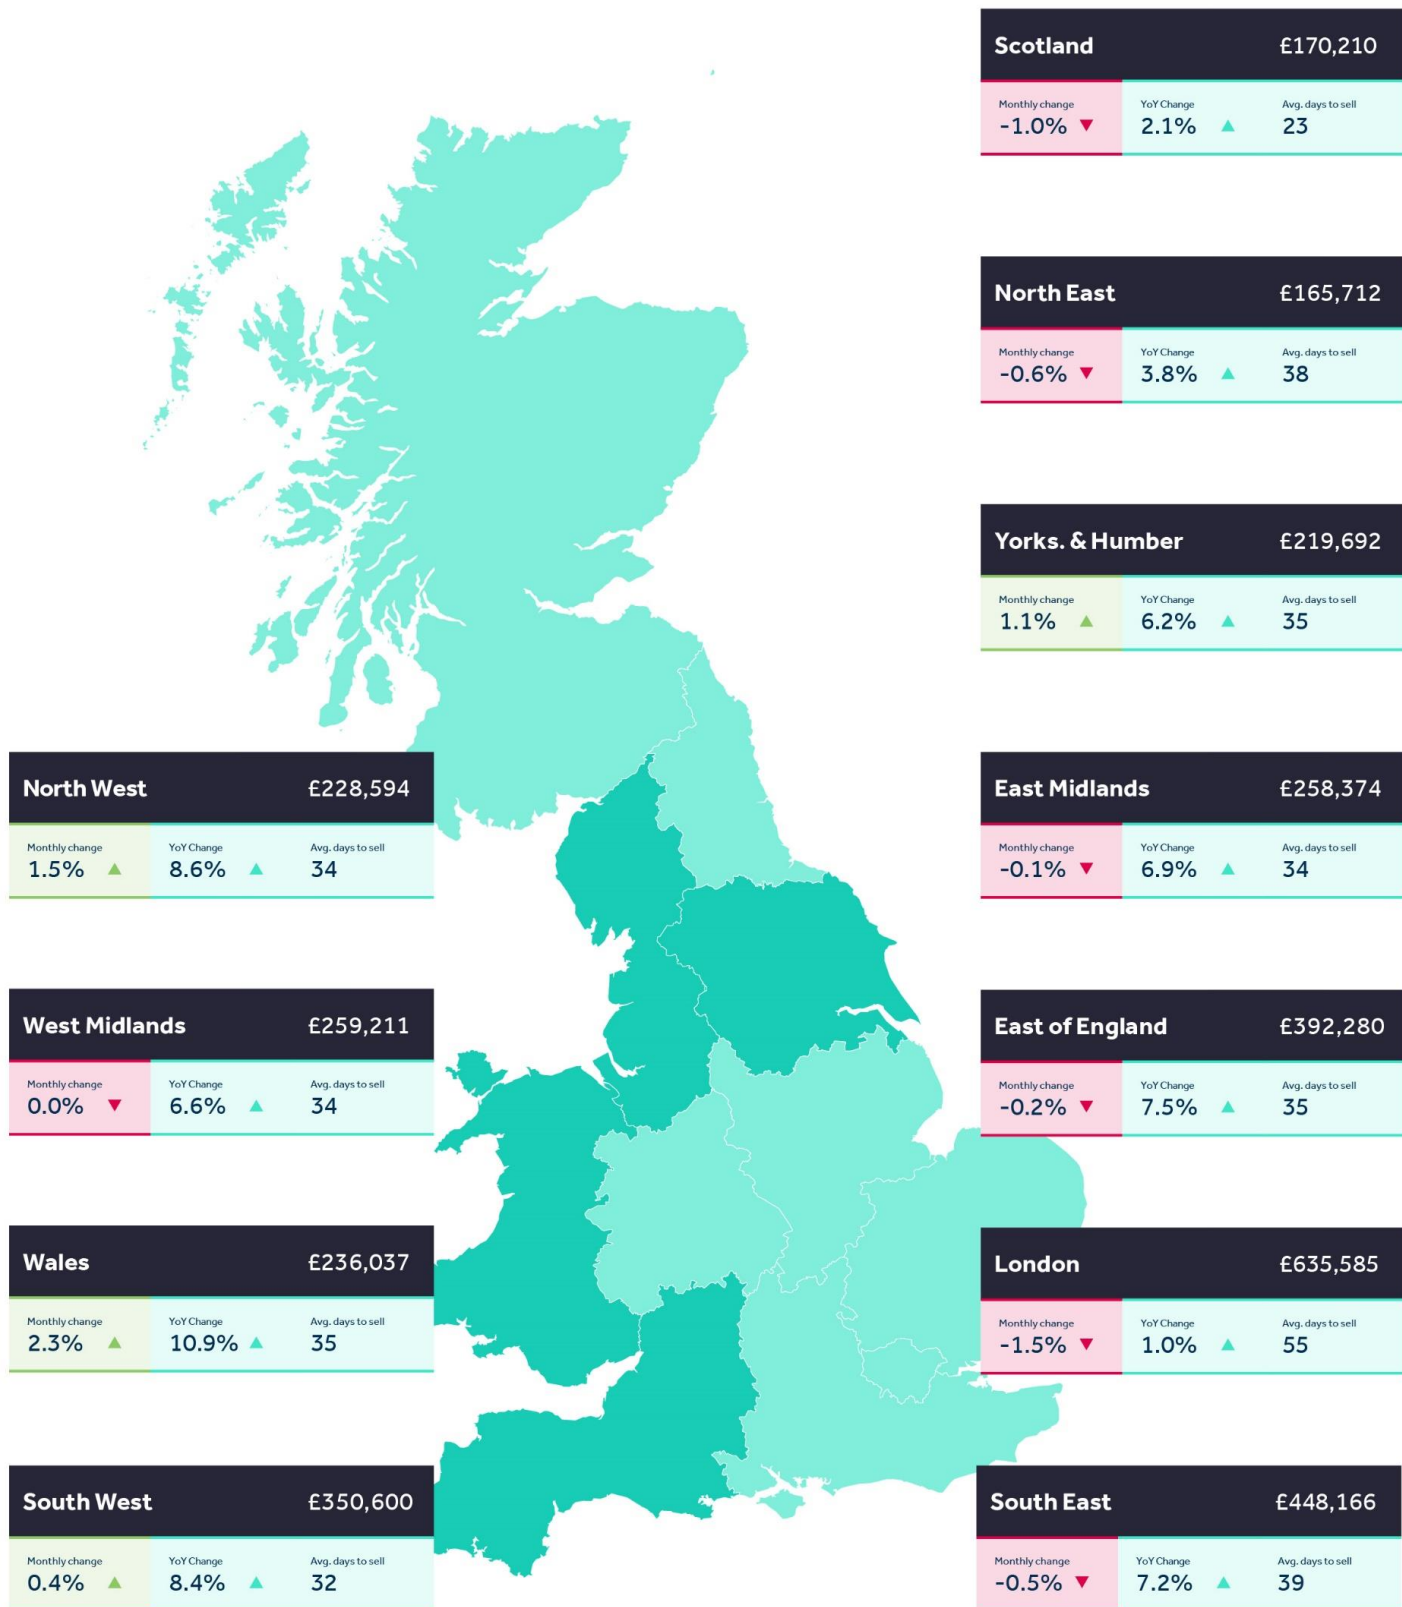 Scotland £170,210
Monthly change YoY Change Avg. days to sell
-1.0% ▼ 2.1% ▲ 23
North East £165,712
Monthly change YoY Change Avg. days to sell
-0.6% ▼ 3.8% ▲ 38
Yorks. & Humber £219,692
Monthly change YoY Change Avg. days to sell
1.1% ▲ 6.2% ▲ 35
North West £228,594
Monthly change YoY Change Avg. days to sell
1.5% ▲ 8.6% ▲ 34
East Midlands £258,374
Monthly change YoY Change Avg. days to sell
-0.1% ▼ 6.9% ▲ 34
West Midlands £259,211
Monthly change YoY Change Avg. days to sell
0.0% ▼ 6.6% ▲ 34
East of England £392,280
Monthly change YoY Change Avg. days to sell
-0.2% ▼ 7.5% ▲ 35
Wales £236,037
Monthly change YoY Change Avg. days to sell
2.3% ▲ 10.9% ▲ 35
London £635,585
Monthly change YoY Change Avg. days to sell
-1.5% ▼ 1.0% ▲ 55
South West £350,600
Monthly change YoY Change Avg. days to sell
0.4% ▲ 8.4% ▲ 32
South East £448,166
Monthly change YoY Change Avg. days to sell
-0.5% ▼ 7.2% ▲ 39